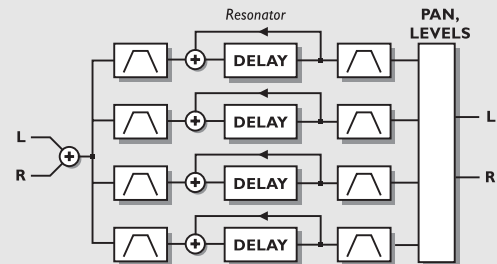 Resonator
PAN,
LEVELS
DELAY
DELAY
L
L
R
R
DELAY
DELAY